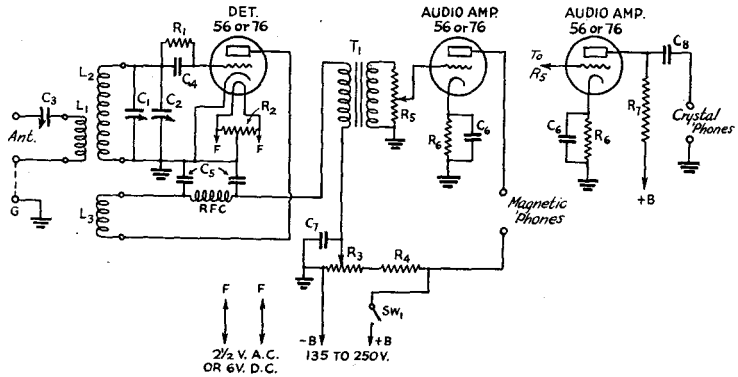 DET.
56 or 76
AUDIO AMP.
56 or 76
AUDIO AMP.
56 or 76
R1
C4
L2
C1
C2
R2
F
F
C3
L1
Ant.
G
L3
C5
RFC
T1
R5
R6
C6
To
R5
C6
R6
R7
C8
+B
Crystal
Phones
Magnetic
Phones
C7
R3
R4
SW1
F
F
2½ V. A.C.
OR 6V. D.C.
-B
+B
135 TO 250V.